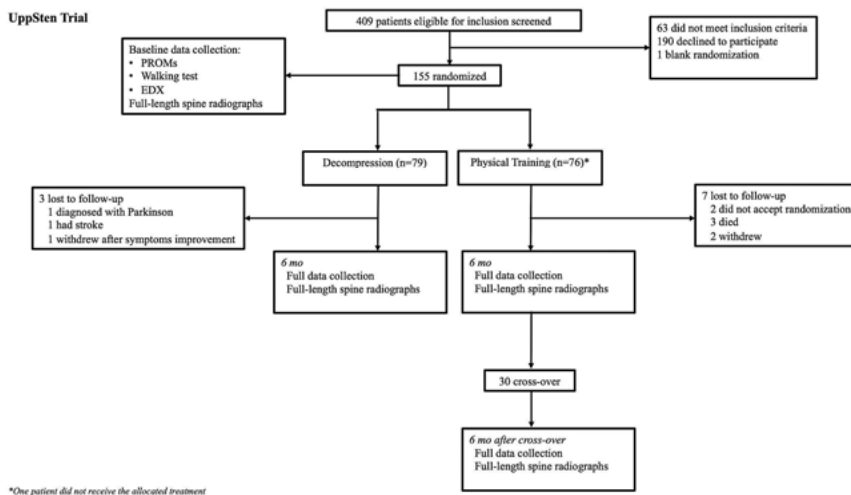 UppSten Trial
409 patients eligible for inclusion screened
63 did not meet inclusion criteria
190 declined to participate
1 blank randomization
Baseline data collection:
• PROMs
• Walking test
• EDX
Full-length spine radiographs
155 randomized
Decompression (n=79)
Physical Training (n=76)*
3 lost to follow-up
1 diagnosed with Parkinson
1 had stroke
1 withdrew after symptoms improvement
7 lost to follow-up
2 did not accept randomization
3 died
2 withdrew
6 mo
Full data collection
Full-length spine radiographs
6 mo
Full data collection
Full-length spine radiographs
30 cross-over
6 mo after cross-over
Full data collection
Full-length spine radiographs
*One patient did not receive the allocated treatment